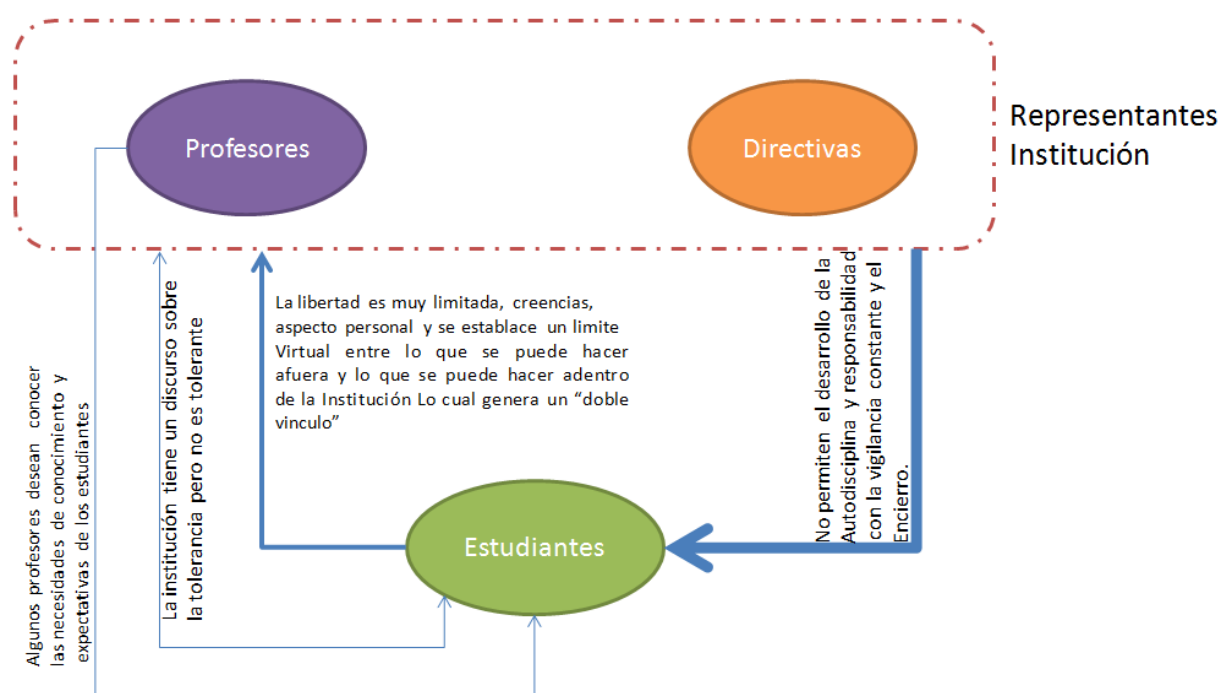 Profesores
Directivas
Representantes
Institución
La libertad es muy limitada, creencias,
aspecto personal y se establace un limite
Virtual entre lo que se puede hacer
afuera y lo que se puede hacer adentro
de la Institución Lo cual genera un “doble
vinculo”
No permiten el desarrollo de la
Autodisciplina y responsabilidad
con la vigilancia constante y el
Encierro.
La institución tiene un discurso sobre
la tolerancia pero no es tolerante
Algunos profesores desean conocer
las necesidades de conocimiento y
expectativas de los estudiantes
Estudiantes